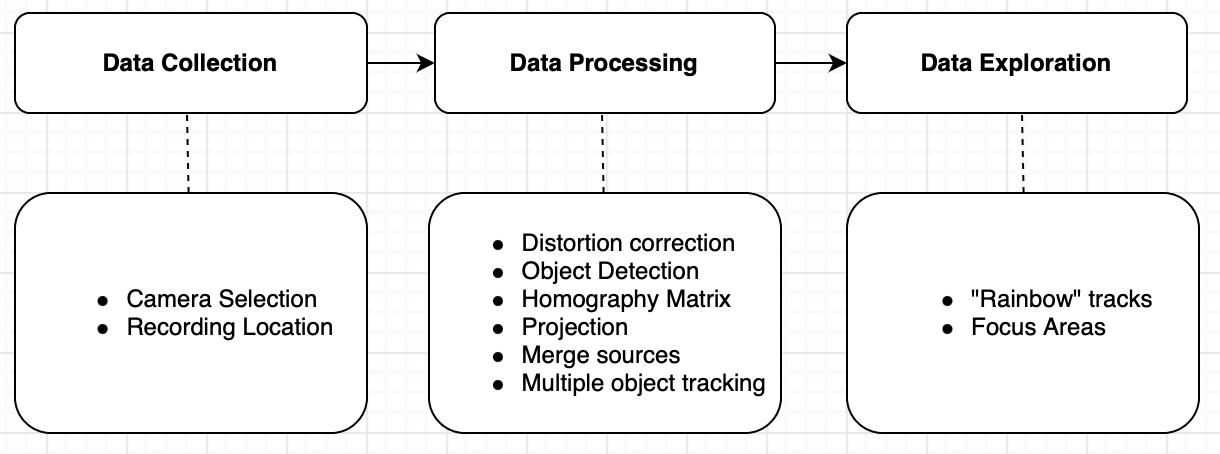 Data Collection
Data Processing
Data Exploration
• Camera Selection
• Recording Location
• Distortion correction
• Object Detection
• Homography Matrix
• Projection
• Merge sources
• Multiple object tracking
• "Rainbow" tracks
• Focus Areas